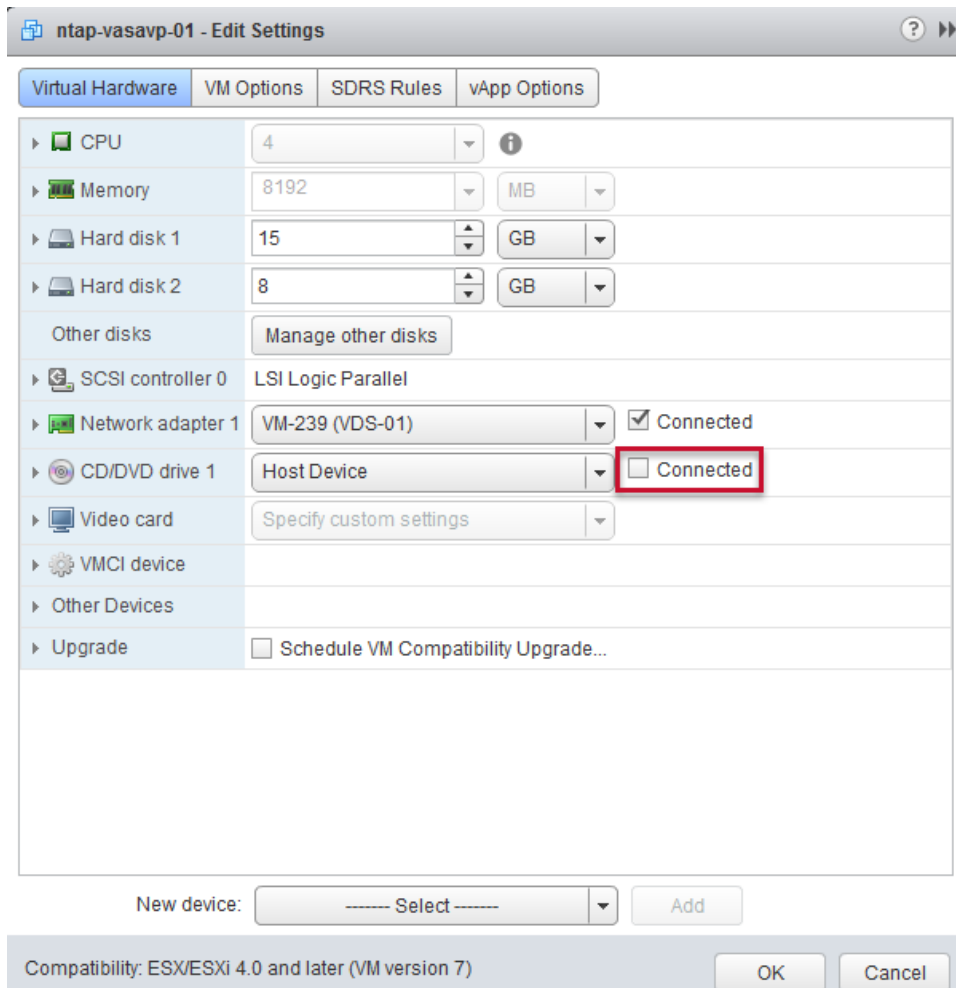 ntap-vasavp-01 - Edit Settings
Virtual Hardware VM Options SDRS Rules vApp Options
CPU 4
Memory 8192 MB
Hard disk 1 15 GB
Hard disk 2 8 GB
Other disks Manage other disks
SCSI controller 0 LSI Logic Parallel
Network adapter 1 VM-239 (VDS-01) Connected
CD/DVD drive 1 Host Device Connected
Video card Specify custom settings
VMCI device
Other Devices
Upgrade Schedule VM Compatibility Upgrade...
New device: ------- Select ------- Add
Compatibility: ESX/ESXi 4.0 and later (VM version 7) OK Cancel